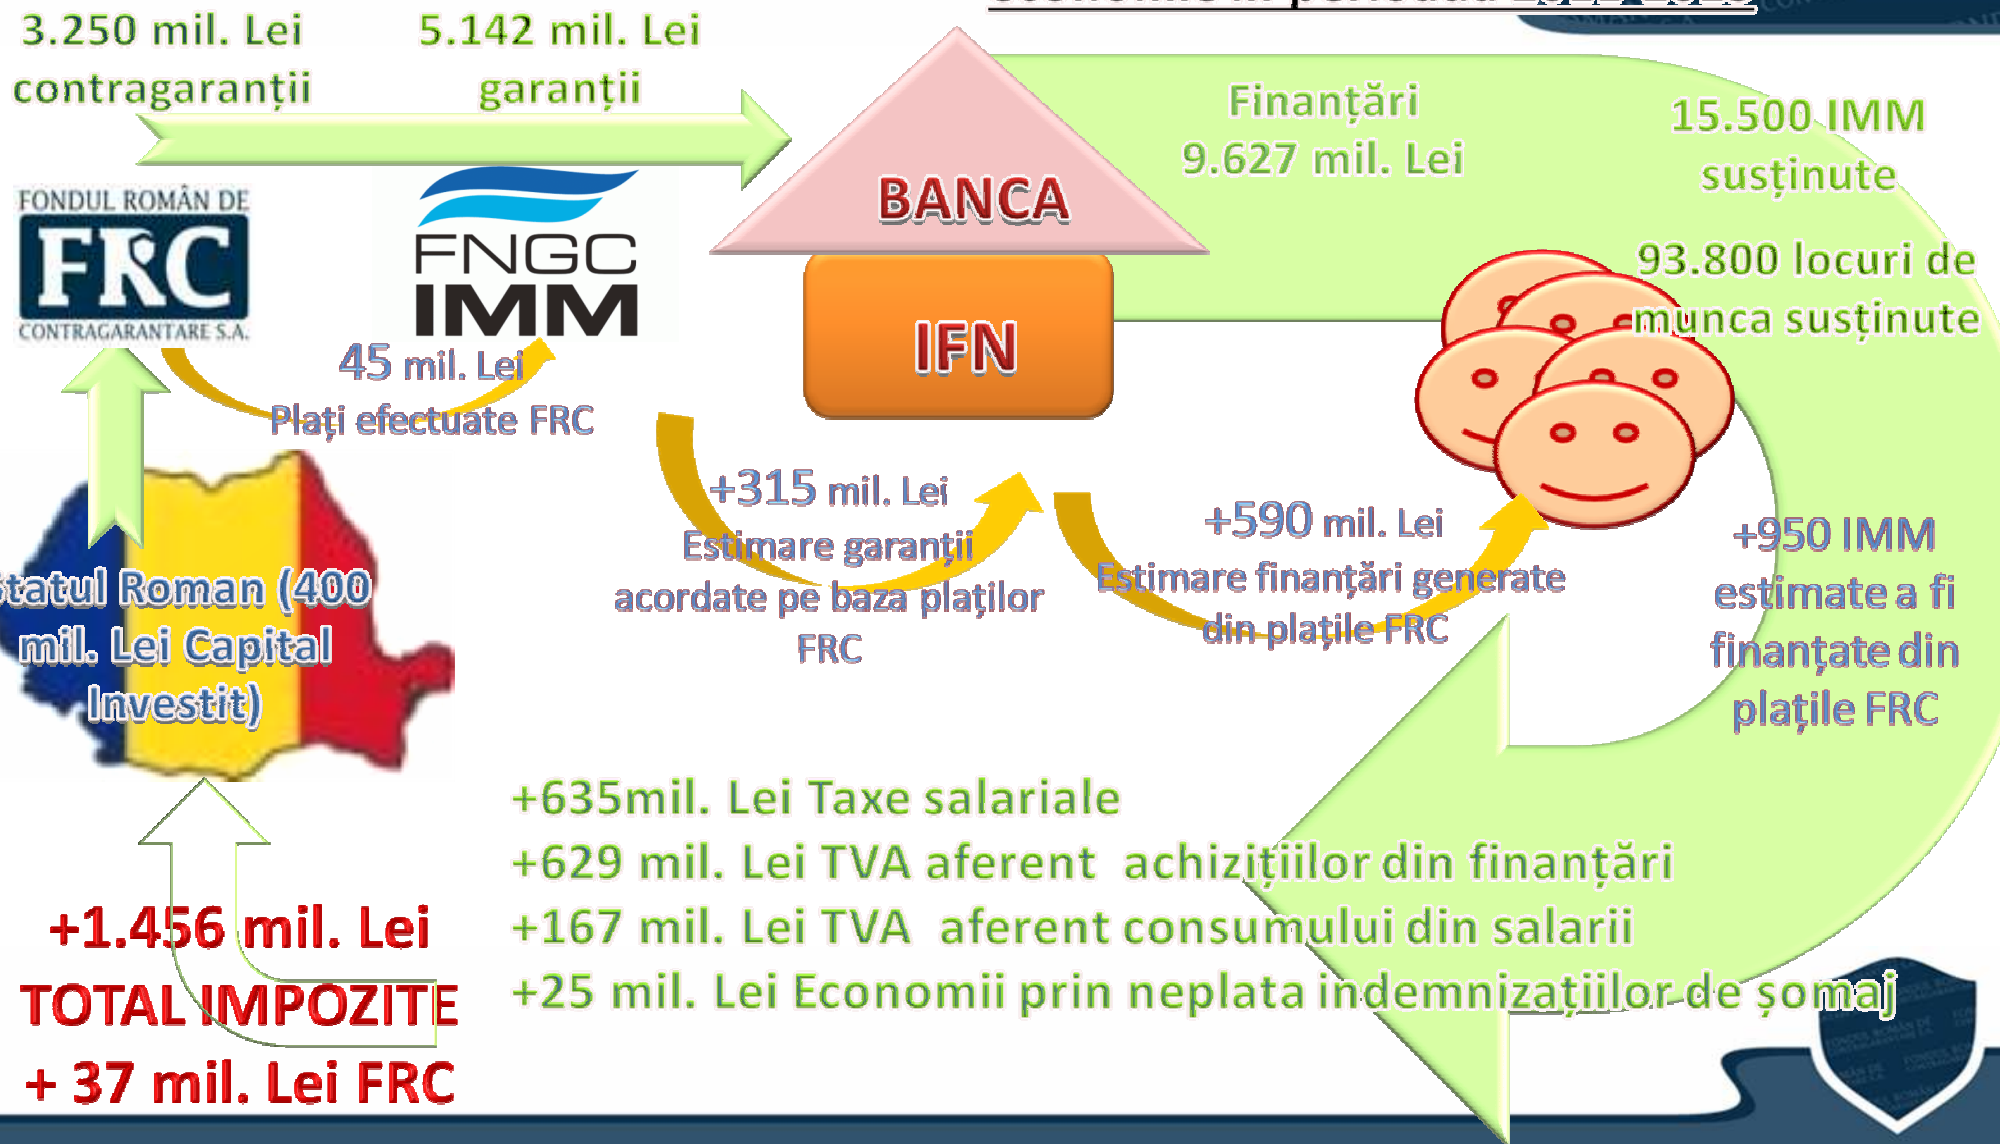 3.250 mil. Lei
contragaranții
5.142 mil. Lei
garanții
Finanțări
9.627 mil. Lei
15.500 IMM
susținute
93.800 locuri de
munca susținute
BANCA
IFN
FONDUL ROMÂN DE
FRC
CONTRAGARANTARE S.A.
FNGC
IMM
45 mil. Lei
Plați efectuate FRC
+315 mil. Lei
Estimare garanții
acordate pe baza plaților
FRC
+590 mil. Lei
Estimare finanțări generate
din plațile FRC
+950 IMM
estimate a fi
finanțate din
plațile FRC
Statul Roman (400
mil. Lei Capital
Investit)
+635mil. Lei Taxe salariale
+629 mil. Lei TVA aferent achizițiilor din finanțări
+167 mil. Lei TVA aferent consumului din salarii
+25 mil. Lei Economii prin neplata indemnizațiilor de șomaj
+1.456 mil. Lei
TOTAL IMPOZITE
+ 37 mil. Lei FRC